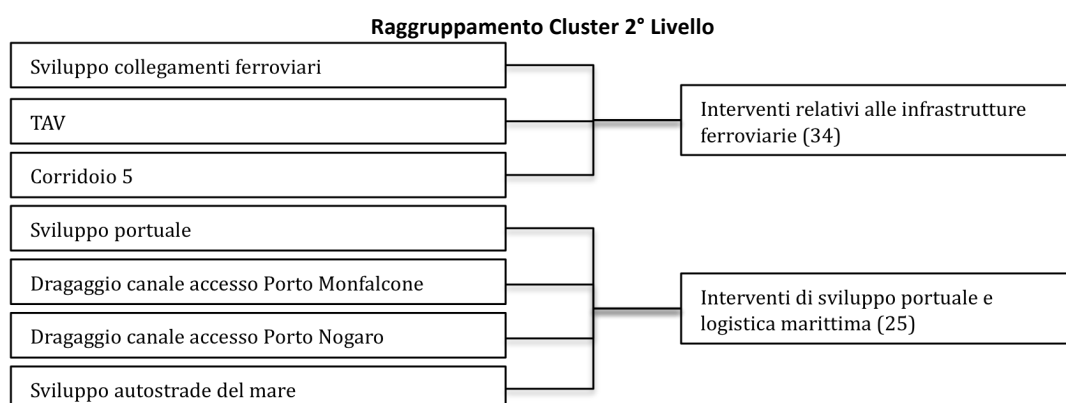 Raggruppamento Cluster 2° Livello
Sviluppo collegamenti ferroviari
TAV
Corridoio 5
Interventi relativi alle infrastrutture
ferroviarie (34)
Sviluppo portuale
Dragaggio canale accesso Porto Monfalcone
Dragaggio canale accesso Porto Nogaro
Sviluppo autostrade del mare
Interventi di sviluppo portuale e
logistica marittima (25)